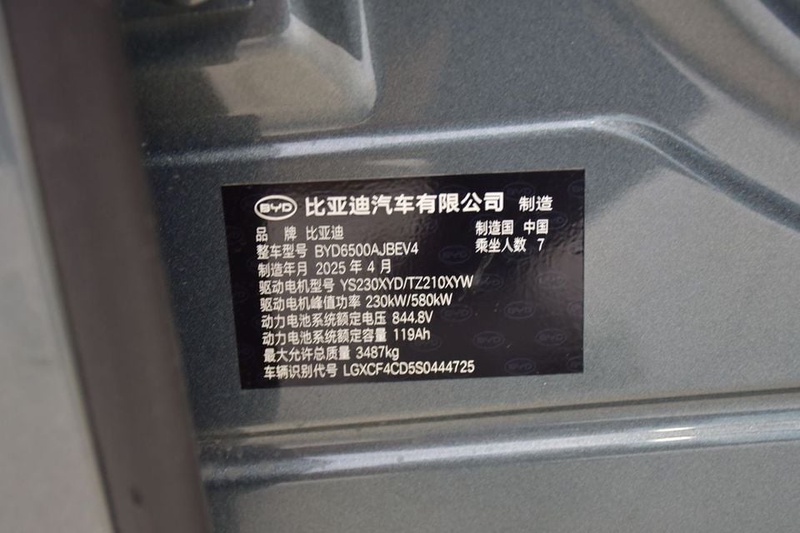 BYD 比亚迪汽车有限公司 制造
品牌 比亚迪 制造国 中国
整车型号 BYD6500AJBEV4 乘坐人数 7
制造年月 2025 年 4 月
驱动电机型号 YS230XYD/TZ210XYW
驱动电机峰值功率 230kW/580kW
动力电池系统额定电压 844.8V
动力电池系统额定容量 119Ah
最大允许总质量 3487kg
车辆识别代号 LGXCF4CD5S0444725